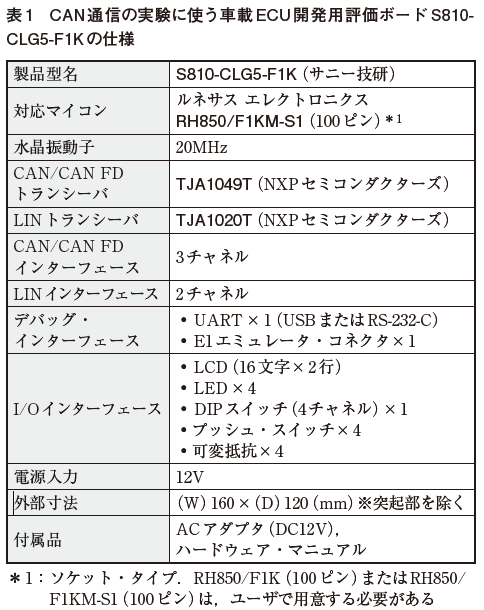 表1 CAN通信の実験に使う車載ECU開発用評価ボードS810-
CLG5-F1Kの仕様
製品型名
S810-CLG5-F1K（サニー技研）
対応マイコン
ルネサス エレクトロニクス
RH850/F1KM-S1（100ピン）＊1
水晶振動子
20MHz
CAN/CAN FD
トランシーバ
TJA1049T（NXPセミコンダクターズ）
LINトランシーバ
TJA1020T（NXPセミコンダクターズ）
CAN/CAN FD
インターフェース
3チャネル
LINインターフェース
2チャネル
デバッグ・
インターフェース
• UART×1（USBまたはRS-232-C）
• E1エミュレータ・コネクタ×1
I/Oインターフェース
• LCD（16文字×2行）
• LED×4
• DIPスイッチ（4チャネル）×1
• プッシュ・スイッチ×4
• 可変抵抗×4
電源入力
12V
外部寸法
（W）160×（D）120（mm）※突起部を除く
付属品
ACアダプタ（DC12V），
ハードウェア・マニュアル
＊1：ソケット・タイプ．RH850/F1K（100ピン）またはRH850/
F1KM-S1（100ピン）は，ユーザで用意する必要がある